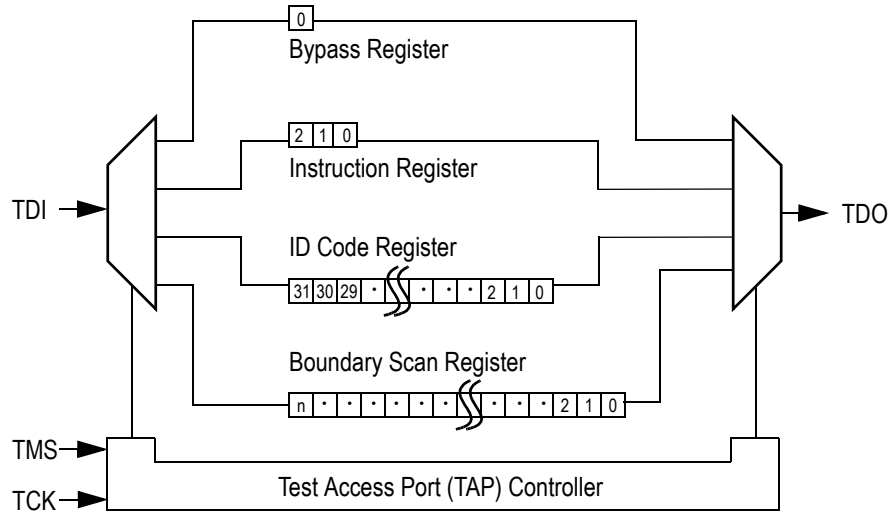 0
Bypass Register
2 1 0
Instruction Register
TDI
TDO
ID Code Register
31 30 29 · · · · 2 1 0
Boundary Scan Register
n · · · · · · · · · 2 1 0
TMS
Test Access Port (TAP) Controller
TCK